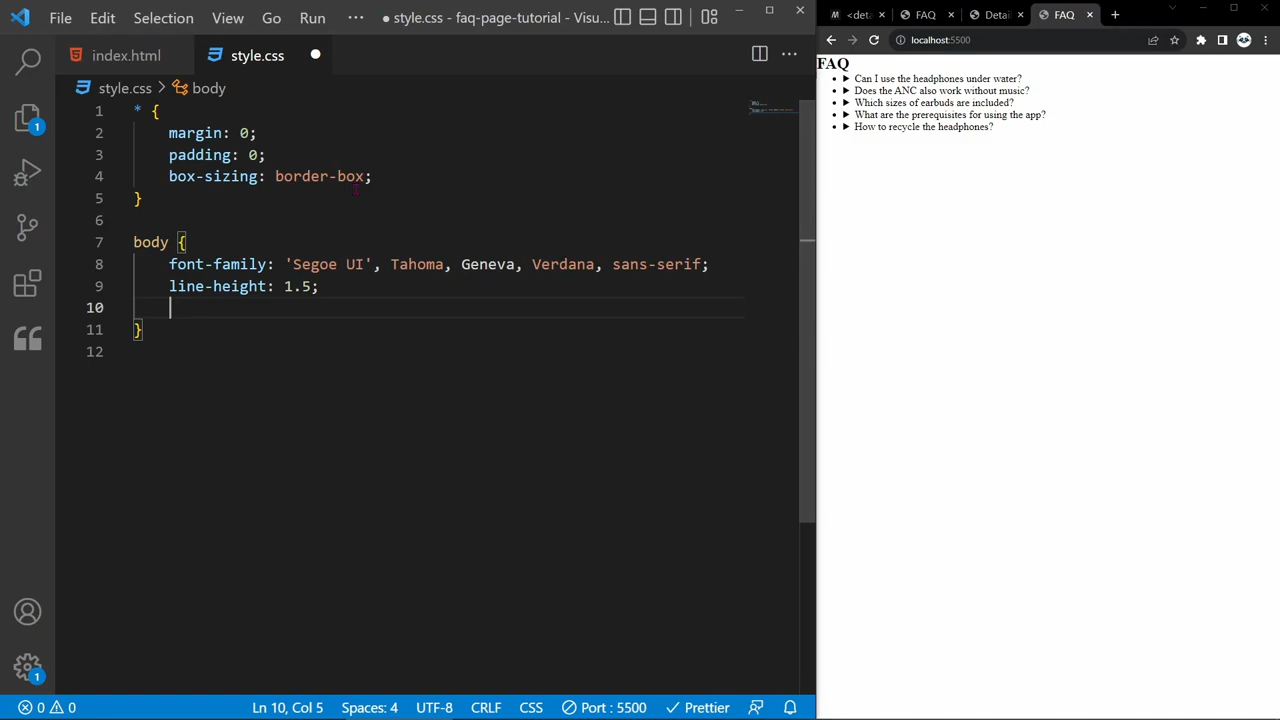 File Edit Selection View Go Run ··· ● style.css - faq-page-tutorial - Visu...
index.html style.css ●
style.css > body
1 * {
2 margin: 0;
3 padding: 0;
4 box-sizing: border-box;
5 }
6
7 body {
8 font-family: 'Segoe UI', Tahoma, Geneva, Verdana, sans-serif;
9 line-height: 1.5;
10
11 }
12
1
1
0 0 Ln 10, Col 5 Spaces: 4 UTF-8 CRLF CSS Port : 5500 Prettier
M <deta FAQ Detail FAQ
localhost:5500
FAQ
Can I use the headphones under water?
Does the ANC also work without music?
Which sizes of earbuds are included?
What are the prerequisites for using the app?
How to recycle the headphones?